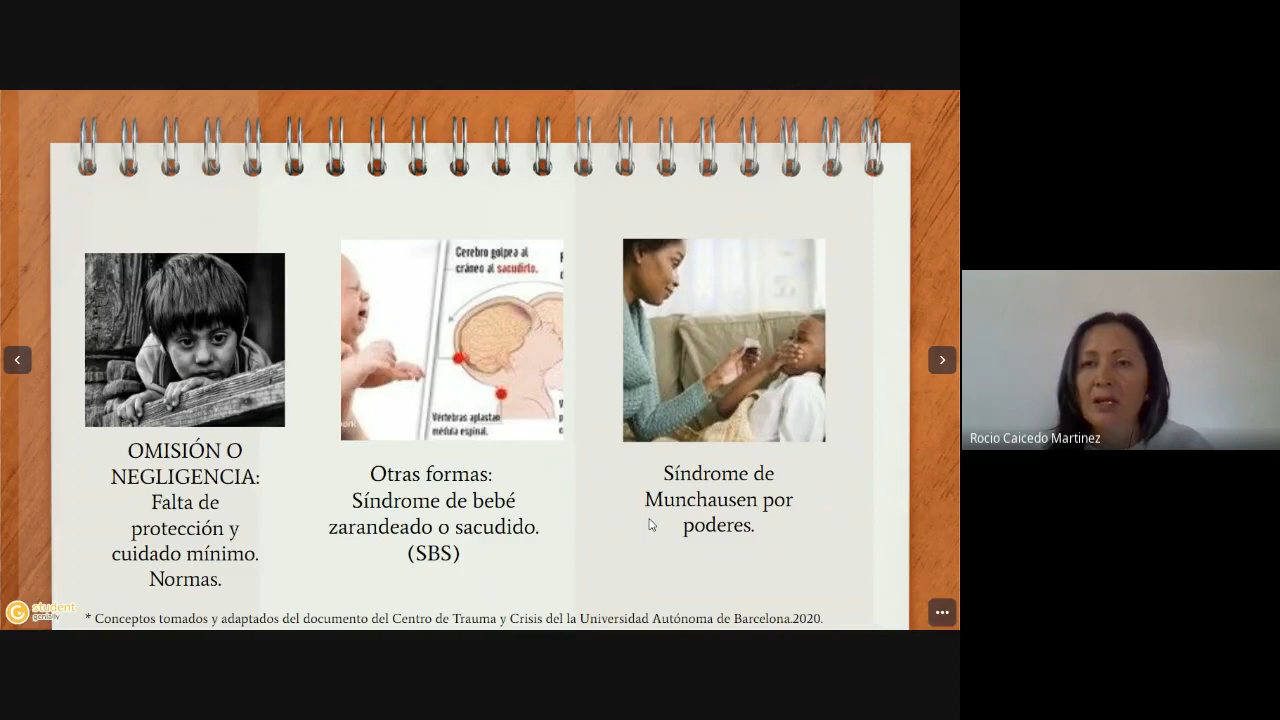 Cerebro golpea al
cráneo al sacudirlo.
Vértebras aplastan
médula espinal.
OMISIÓN O
NEGLIGENCIA:
Falta de
protección y
cuidado mínimo.
Normas.
Otras formas:
Síndrome de bebé
zarandeado o sacudido.
(SBS)
Síndrome de
Munchausen por
poderes.
* Conceptos tomados y adaptados del documento del Centro de Trauma y Crisis del la Universidad Autónoma de Barcelona.2020.
student
genially
Rocio Caicedo Martinez